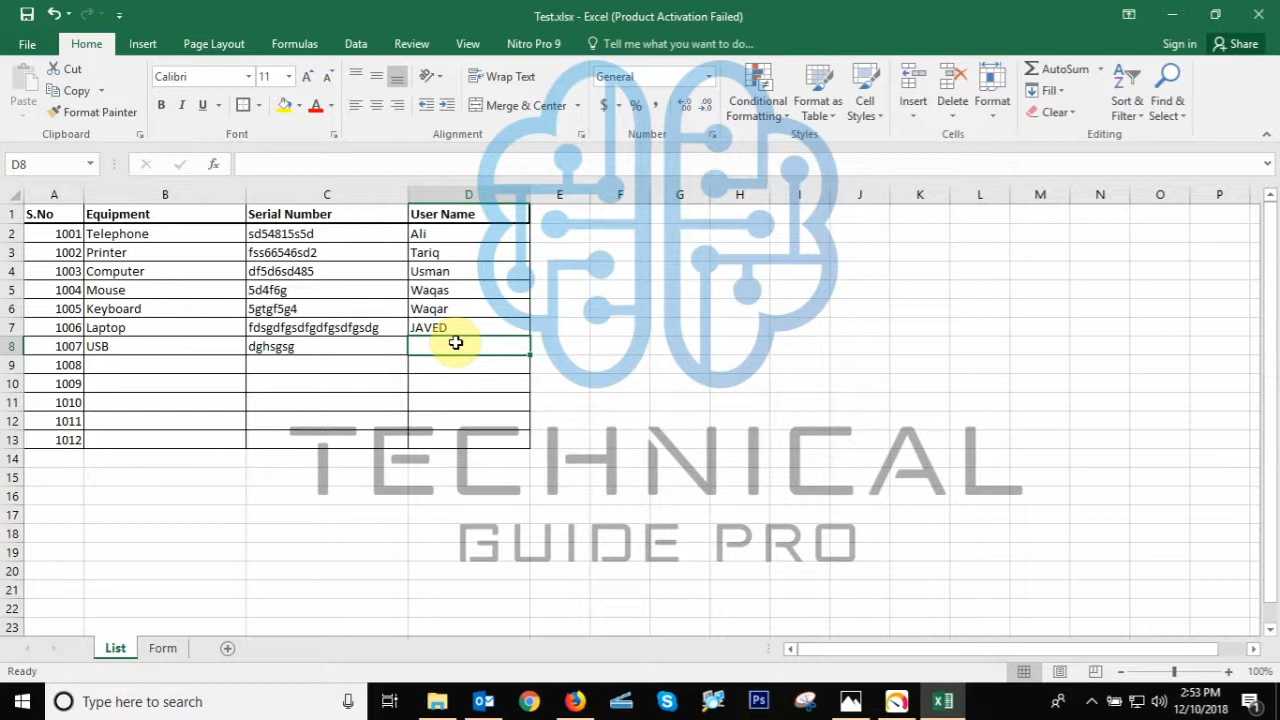 Test.xlsx - Excel (Product Activation Failed)
File Home Insert Page Layout Formulas Data Review View Nitro Pro 9 Tell me what you want to do... Sign in Share
Paste Cut Copy Format Painter Clipboard
Calibri 11 B I U A Font
Wrap Text Merge & Center Alignment
General $ % , Number
Conditional Formatting Format as Table Cell Styles Styles
Insert Delete Format Cells
AutoSum Fill Clear Sort & Filter Find & Select Editing
D8 fx
A B C D E F G H I J K L M N O P
1 S.No Equipment Serial Number User Name
2 1001 Telephone sd54815s5d Ali
3 1002 Printer fss66546sd2 Tariq
4 1003 Computer df5d6sd485 Usman
5 1004 Mouse 5d4f6g Waqas
6 1005 Keyboard 5gtgf5g4 Waqar
7 1006 Laptop fdsgdfgsdfgdfgsdfgsdg JAVED
8 1007 USB dghsgsg
9 1008
10 1009
11 1010
12 1011
13 1012
14
TECHNICAL
15
16
17
18
GUIDE PRO
19
20
21
22
23
List Form
Ready 100%
Type here to search 2:53 PM
12/10/2018 1